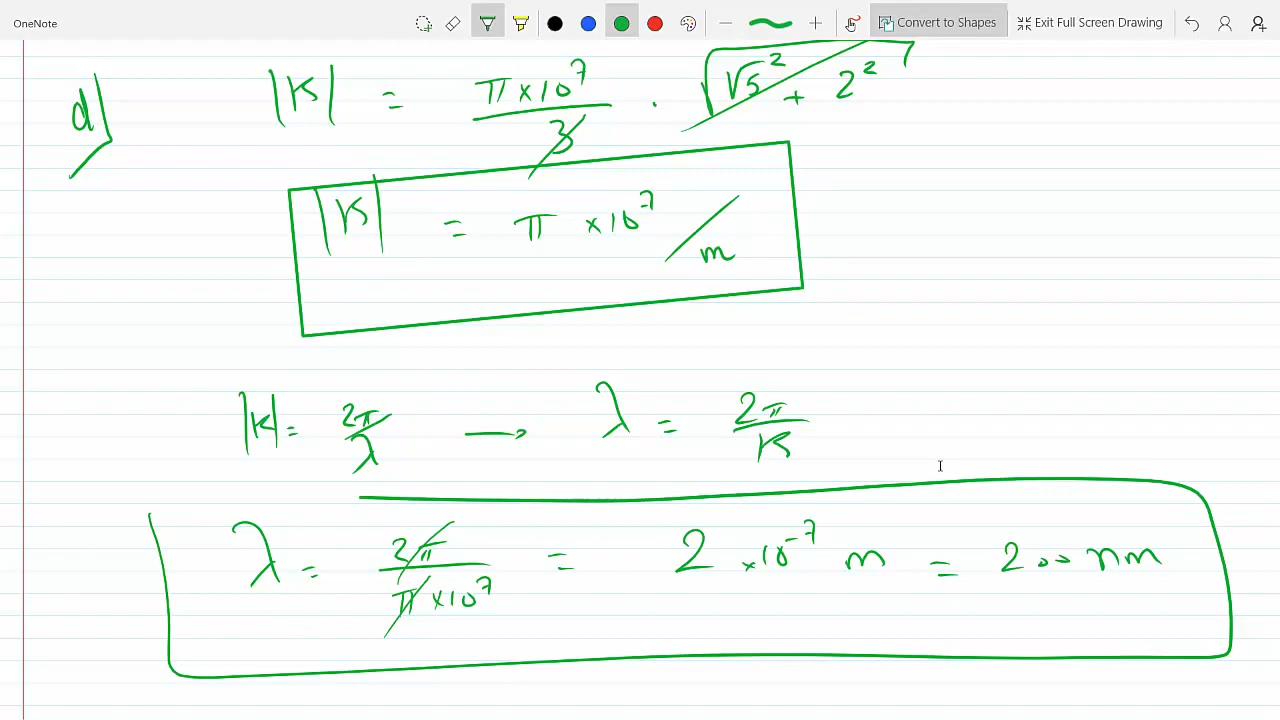 OneNote
Convert to Shapes
Exit Full Screen Drawing
d) |K| = π×10⁷/3 · √(√5² + 2²)
|K| = π ×10⁷ / m
|K| = 2π/λ → λ = 2π/K
λ = 2π/π×10⁷ = 2 ×10⁻⁷ m = 200 nm